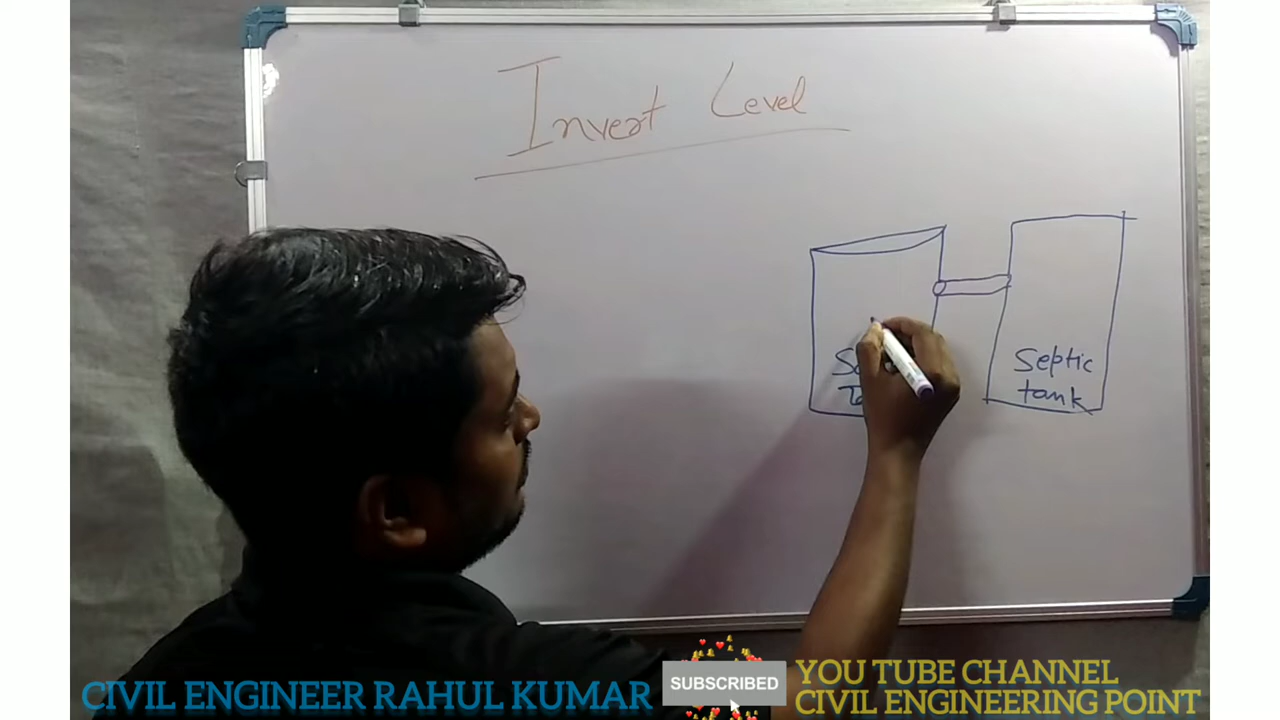 Invert Level
Septic
tank
SUBSCRIBED
CIVIL ENGINEER RAHUL KUMAR
YOU TUBE CHANNEL
CIVIL ENGINEERING POINT